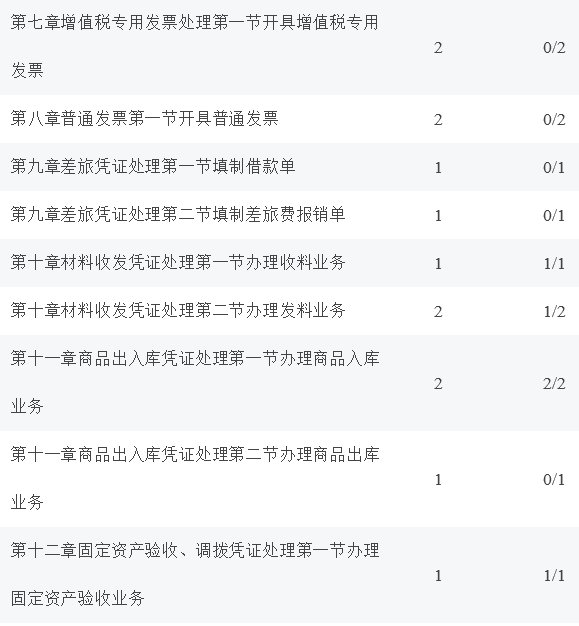 第七章增值税专用发票处理第一节开具增值税专用
发票
2
0/2
第八章普通发票第一节开具普通发票
2
0/2
第九章差旅凭证处理第一节填制借款单
1
0/1
第九章差旅凭证处理第二节填制差旅费报销单
1
0/1
第十章材料收发凭证处理第一节办理收料业务
1
1/1
第十章材料收发凭证处理第二节办理发料业务
2
1/2
第十一章商品出入库凭证处理第一节办理商品入库
业务
2
2/2
第十一章商品出入库凭证处理第二节办理商品出库
业务
1
0/1
第十二章固定资产验收、调拨凭证处理第一节办理
固定资产验收业务
1
1/1